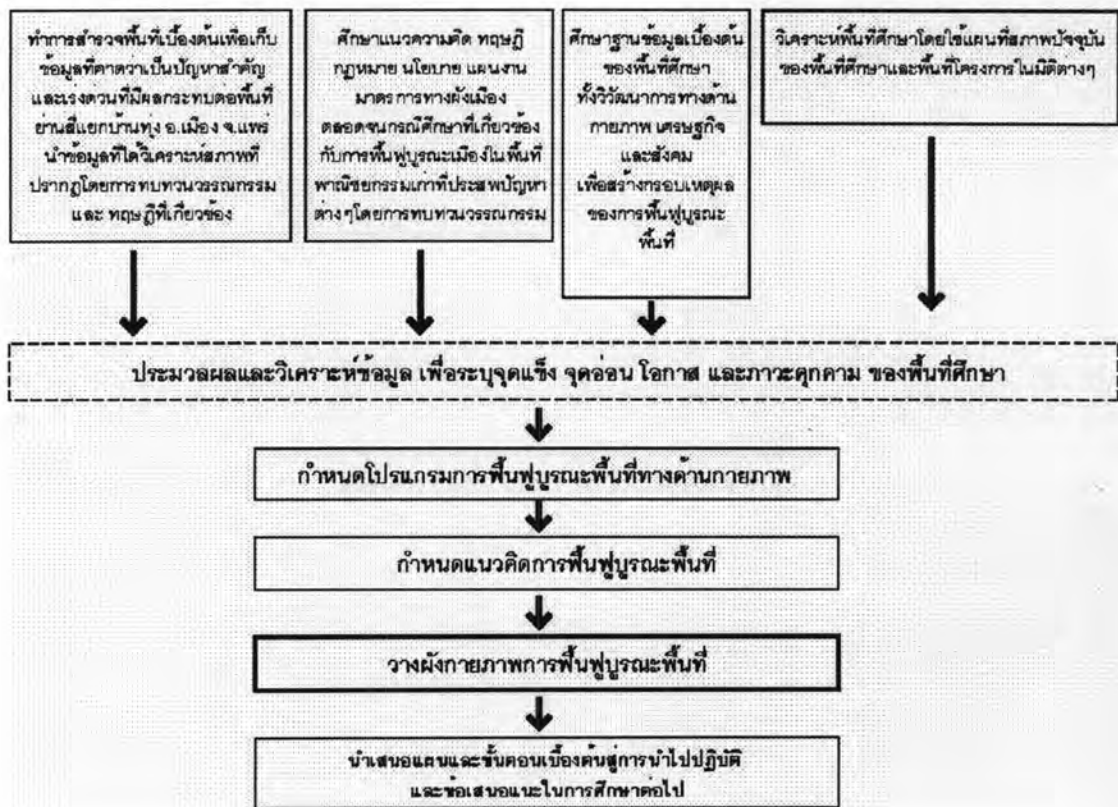 ทำการสำรวจพื้นที่เบื้องต้นเพื่อเก็บ
ข้อมูลที่คาดว่าเป็นปัญหาสำคัญ
และเร่งด่วนที่มีผลกระทบต่อพื้นที่
ย่านสี่แยกบ้านทุ่ง อ.เมือง จ.แพร่
นำข้อมูลที่ได้วิเคราะห์สภาพที่
ปรากฏโดยการทบทวนวรรณกรรม
และ ทฤษฎีที่เกี่ยวข้อง
ศึกษาแนวความคิด ทฤษฎี
กฎหมาย นโยบาย แผนงาน
มาตรการทางผังเมือง
ตลอดจนกรณีศึกษาที่เกี่ยวข้อง
กับการฟื้นฟูบูรณะเมืองในพื้นที่
พาณิชยกรรมเก่าที่ประสพปัญหา
ต่างๆโดยการทบทวนวรรณกรรม
ศึกษาฐานข้อมูลเบื้องต้น
ของพื้นที่ศึกษา
ทั้งวิวัฒนาการทางด้าน
กายภาพ เศรษฐกิจ
และสังคม
เพื่อสร้างกรอบเหตุผล
ของการฟื้นฟูบูรณะ
พื้นที่
วิเคราะห์พื้นที่ศึกษาโดยใช้แผนที่สภาพปัจจุบัน
ของพื้นที่ศึกษาและพื้นที่โครงการในมิติต่างๆ
ประมวลผลและวิเคราะห์ข้อมูล เพื่อระบุจุดแข็ง จุดออน โอกาส และภาวะคุกคาม ของพื้นที่ศึกษา
กำหนดโปรแกรมการฟื้นฟูบูรณะพื้นที่ทางด้านกายภาพ
กำหนดแนวคิดการฟื้นฟูบูรณะพื้นที่
วางผังกายภาพการฟื้นฟูบูรณะพื้นที่
นำเสนอแผนและขั้นตอนเบื้องต้นสู่การนำไปปฏิบัติ
และข้อเสนอแนะในการศึกษาต่อไป